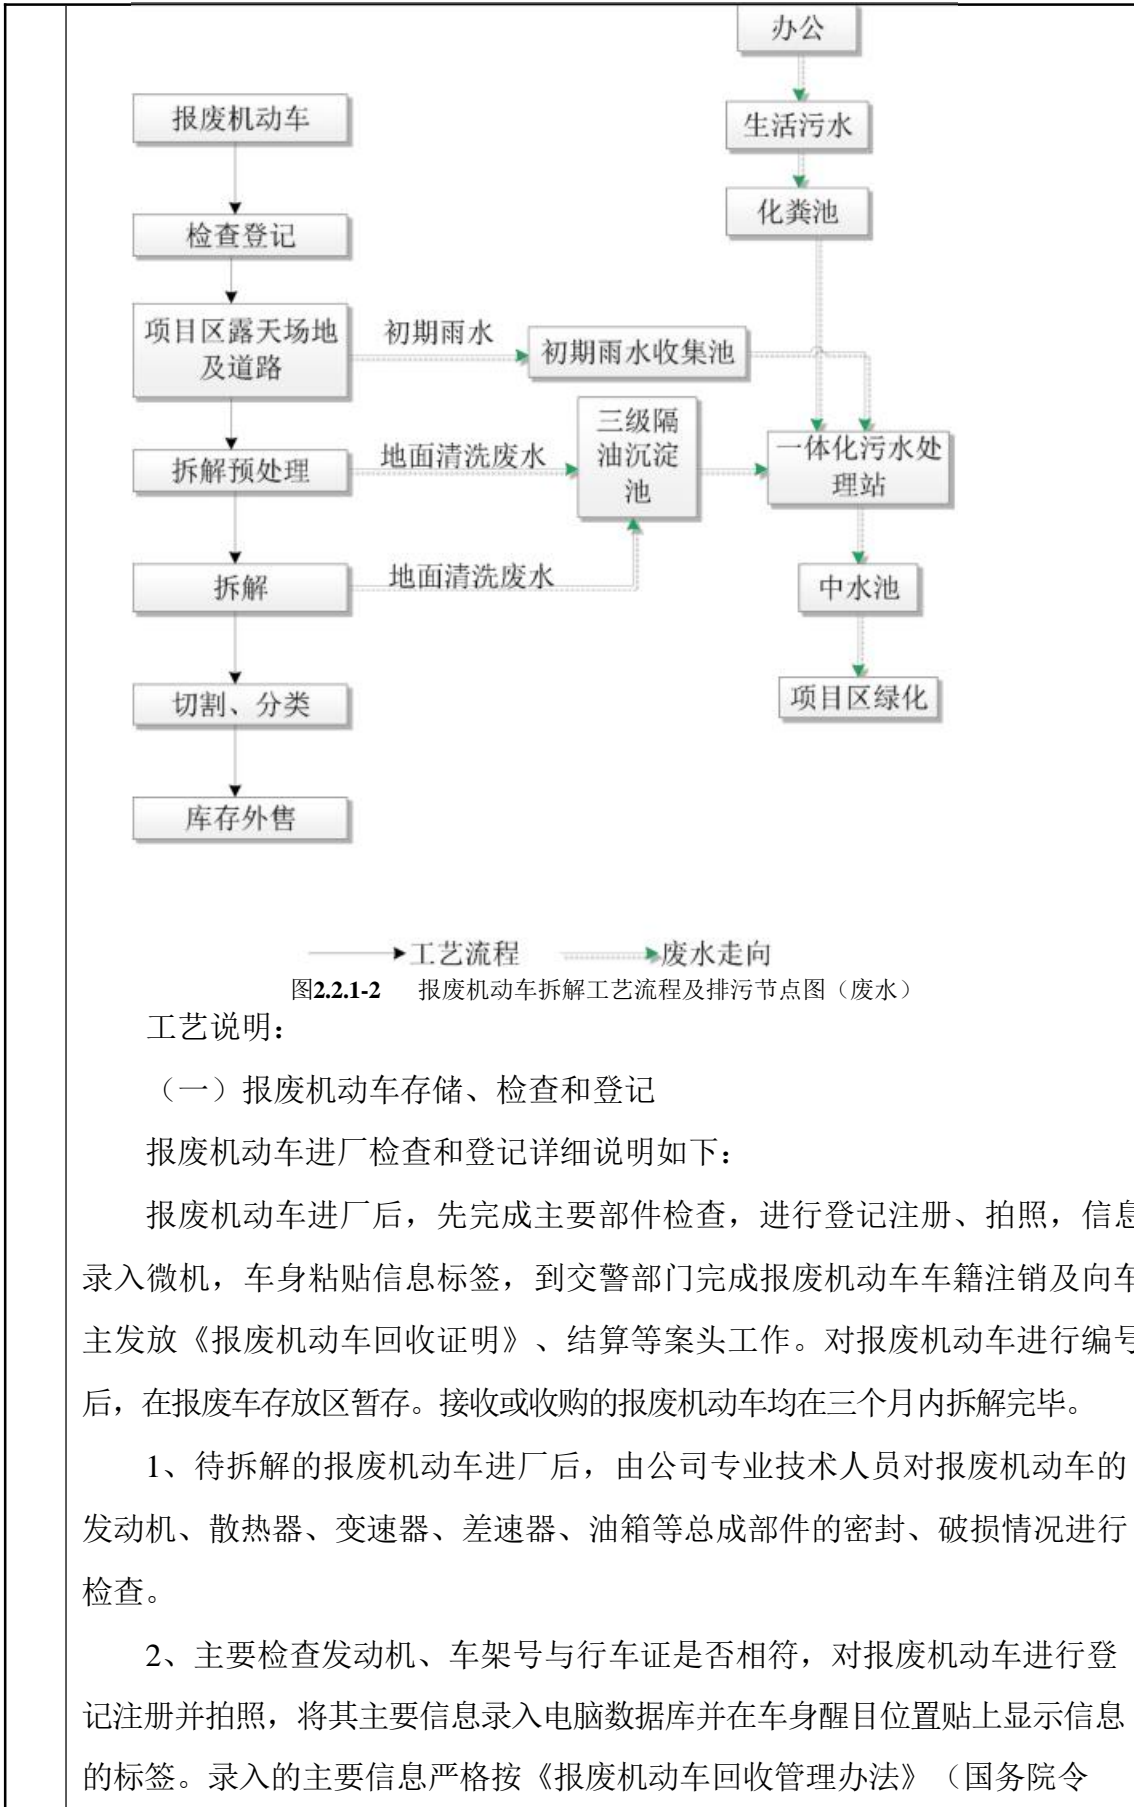 办公
报废机动车
生活污水
化粪池
检查登记
项目区露天场地
及道路
初期雨水
初期雨水收集池
三级隔
油沉淀
池
拆解预处理
地面清洗废水
一体化污水处
理站
拆解
地面清洗废水
中水池
切割、分类
项目区绿化
库存外售
工艺流程 废水走向
图2.2.1-2 报废机动车拆解工艺流程及排污节点图（废水）
工艺说明：
（一）报废机动车存储、检查和登记
报废机动车进厂检查和登记详细说明如下：
报废机动车进厂后，先完成主要部件检查，进行登记注册、拍照，信息
录入微机，车身粘贴信息标签，到交警部门完成报废机动车车籍注销及向车
主发放《报废机动车回收证明》、结算等案头工作。对报废机动车进行编号
后，在报废车存放区暂存。接收或收购的报废机动车均在三个月内拆解完毕。
1、待拆解的报废机动车进厂后，由公司专业技术人员对报废机动车的
发动机、散热器、变速器、差速器、油箱等总成部件的密封、破损情况进行
检查。
2、主要检查发动机、车架号与行车证是否相符，对报废机动车进行登
记注册并拍照，将其主要信息录入电脑数据库并在车身醒目位置贴上显示信息
的标签。录入的主要信息严格按《报废机动车回收管理办法》（国务院令